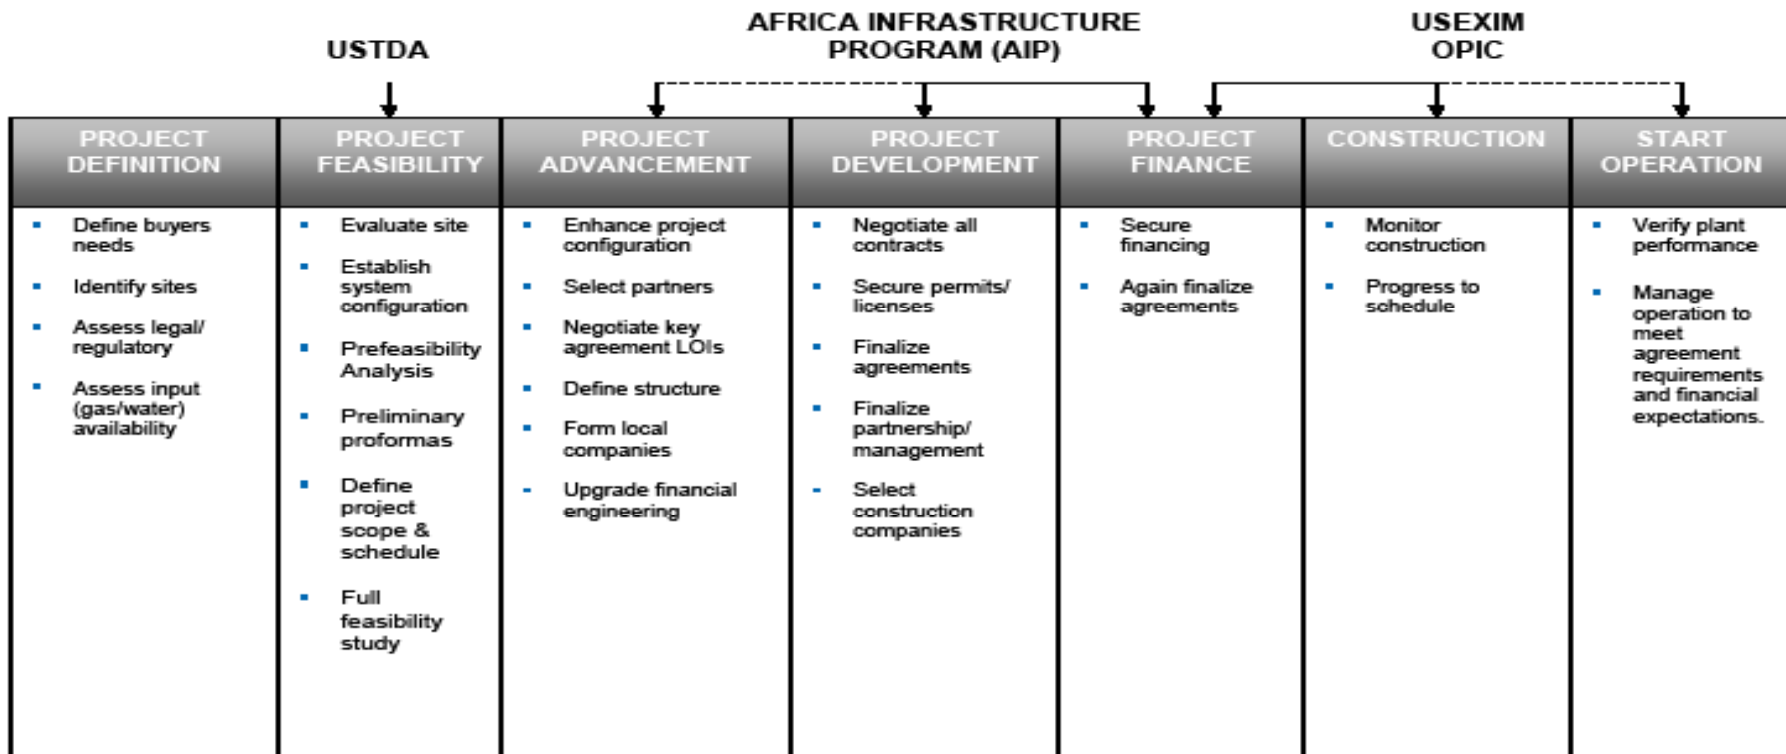 USTDA
AFRICA INFRASTRUCTURE
PROGRAM (AIP)
USEXIM
OPIC
PROJECT
DEFINITION
Define buyers
needs
Identify sites
Assess legal/
regulatory
Assess input
(gas/water)
availability
PROJECT
FEASIBILITY
Evaluate site
Establish
system
configuration
Prefeasibility
Analysis
Preliminary
proformas
Define
project
scope &
schedule
Full
feasibility
study
PROJECT
ADVANCEMENT
Enhance project
configuration
Select partners
Negotiate key
agreement LOIs
Define structure
Form local
companies
Upgrade financial
engineering
PROJECT
DEVELOPMENT
Negotiate all
contracts
Secure permits/
licenses
Finalize
agreements
Finalize
partnership/
management
Select
construction
companies
PROJECT
FINANCE
Secure
financing
Again finalize
agreements
CONSTRUCTION
Monitor
construction
Progress to
schedule
START
OPERATION
Verify plant
performance
Manage
operation to
meet
agreement
requirements
and financial
expectations.